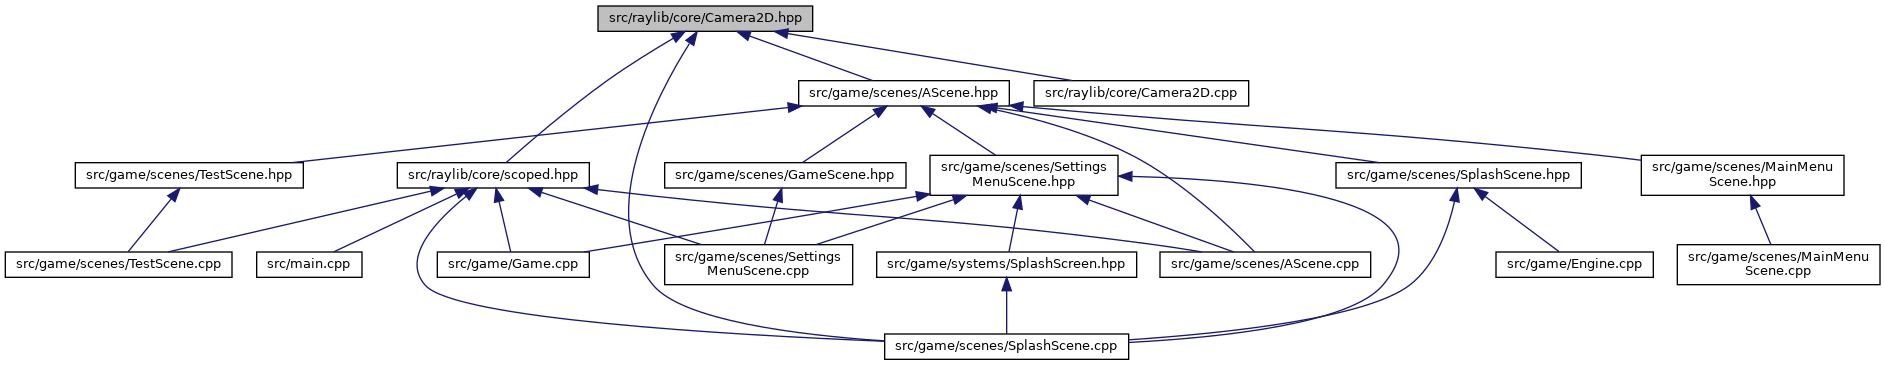 src/raylib/core/Camera2D.hpp
src/game/scenes/AScene.hpp
src/raylib/core/Camera2D.cpp
src/game/scenes/TestScene.hpp
src/raylib/core/scoped.hpp
src/game/scenes/GameScene.hpp
src/game/scenes/Settings
MenuScene.hpp
src/game/scenes/SplashScene.hpp
src/game/scenes/MainMenu
Scene.hpp
src/game/scenes/TestScene.cpp
src/main.cpp
src/game/Game.cpp
src/game/scenes/Settings
MenuScene.cpp
src/game/systems/SplashScreen.hpp
src/game/scenes/AScene.cpp
src/game/Engine.cpp
src/game/scenes/MainMenu
Scene.cpp
src/game/scenes/SplashScene.cpp